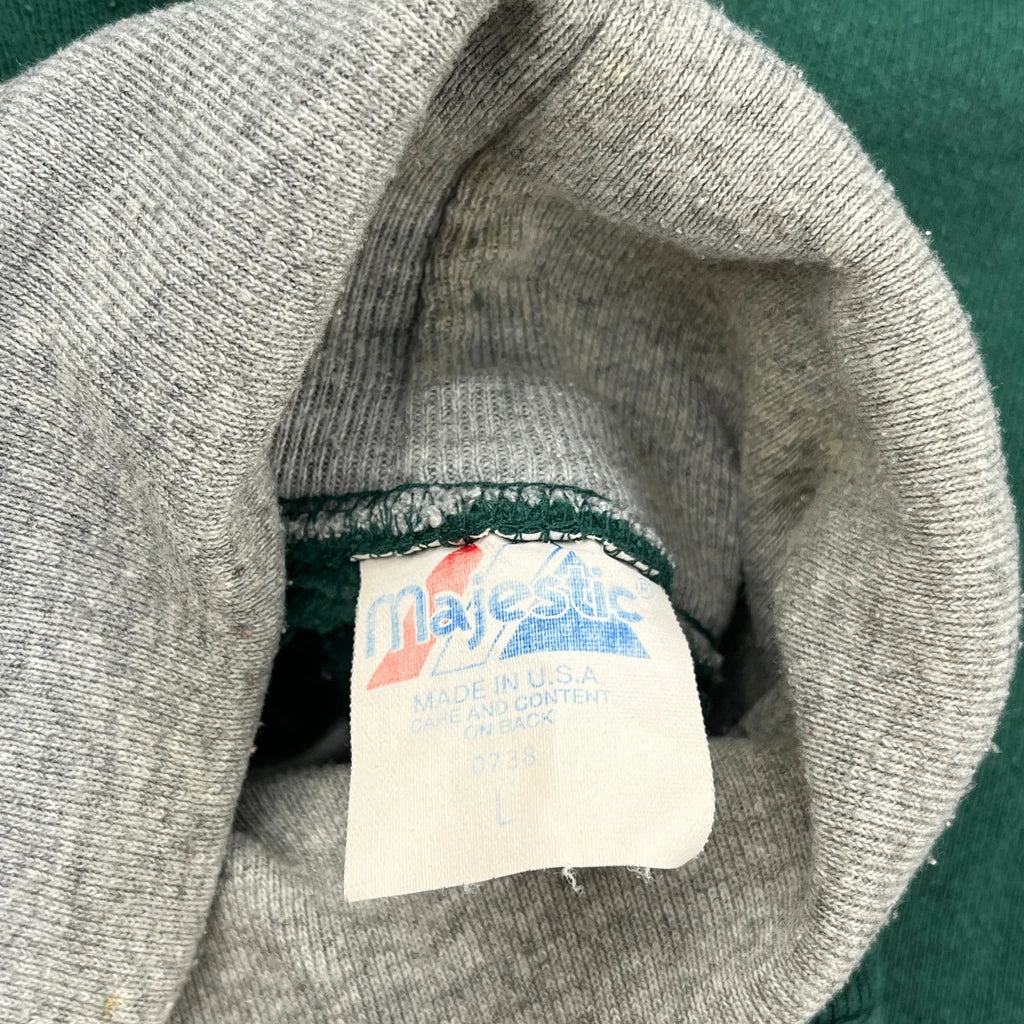 Majestic®
MADE IN U.S.A.
CARE AND CONTENT
ON BACK
0738
L